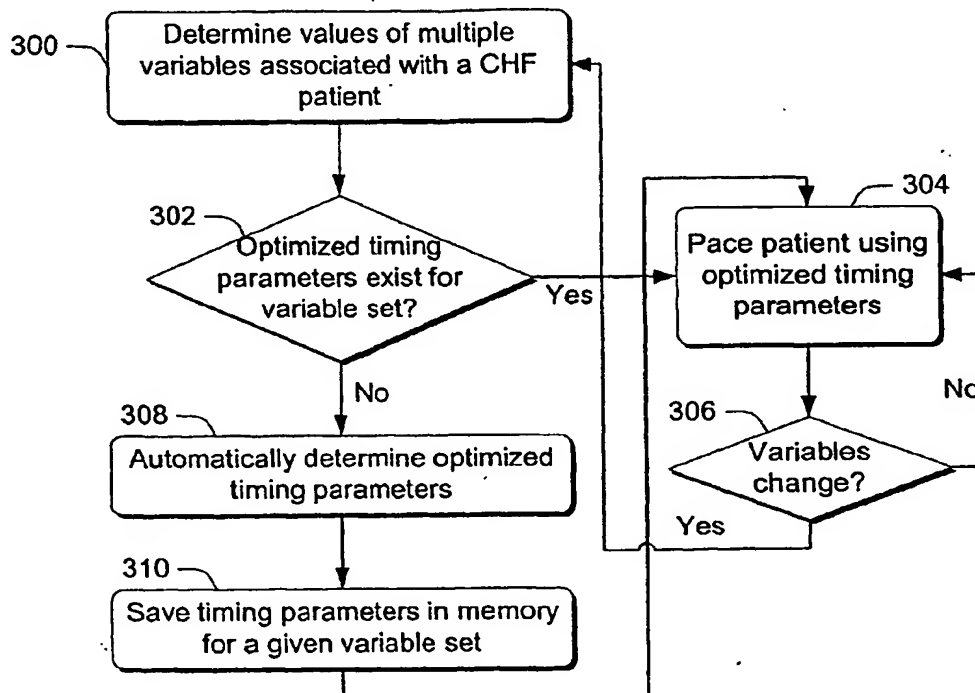 300
Determine values of multiple
variables associated with a CHF
patient
302
Optimized timing
parameters exist for
variable set?
Yes
No
304
Pace patient using
optimized timing
parameters
306
Variables
change?
No
Yes
308
Automatically determine optimized
timing parameters
310
Save timing parameters in memory
for a given variable set